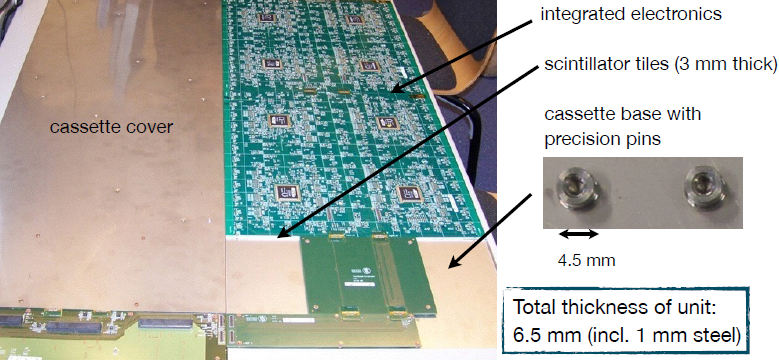 integrated electronics
scintillator tiles (3 mm thick)
cassette cover
cassette base with
precision pins
4.5 mm
Total thickness of unit:
6.5 mm (incl. 1 mm steel)